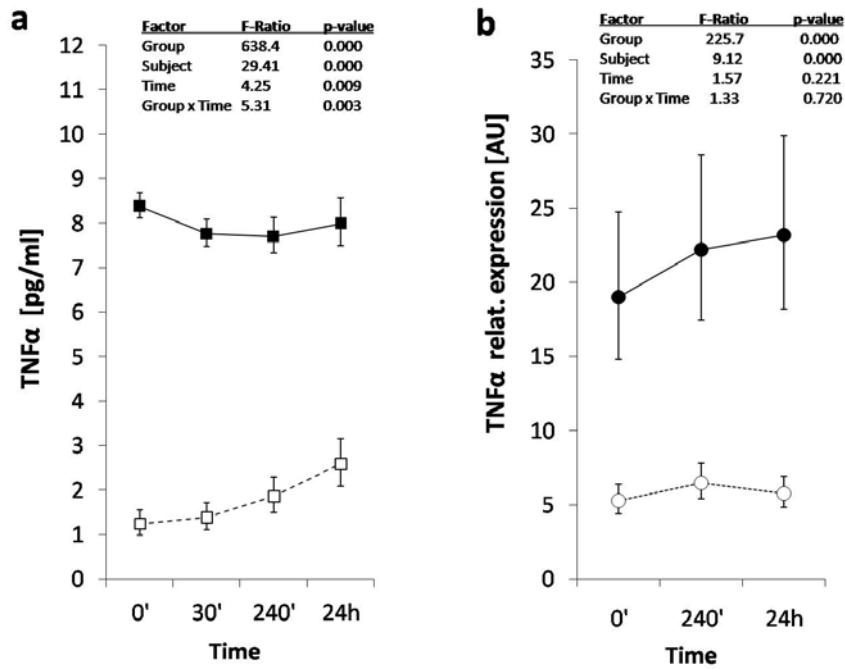 a
Factor F-Ratio p-value
Group 638.4 0.000
Subject 29.41 0.000
Time 4.25 0.009
Group x Time 5.31 0.003
12
11
10
9
8
7
6
5
4
3
2
1
0
TNFα [pg/ml]
0' 30' 240' 24h
Time
b
Factor F-Ratio p-value
Group 225.7 0.000
Subject 9.12 0.000
Time 1.57 0.221
Group x Time 1.33 0.720
35
30
25
20
15
10
5
0
TNFα relat. expression [AU]
0' 240' 24h
Time